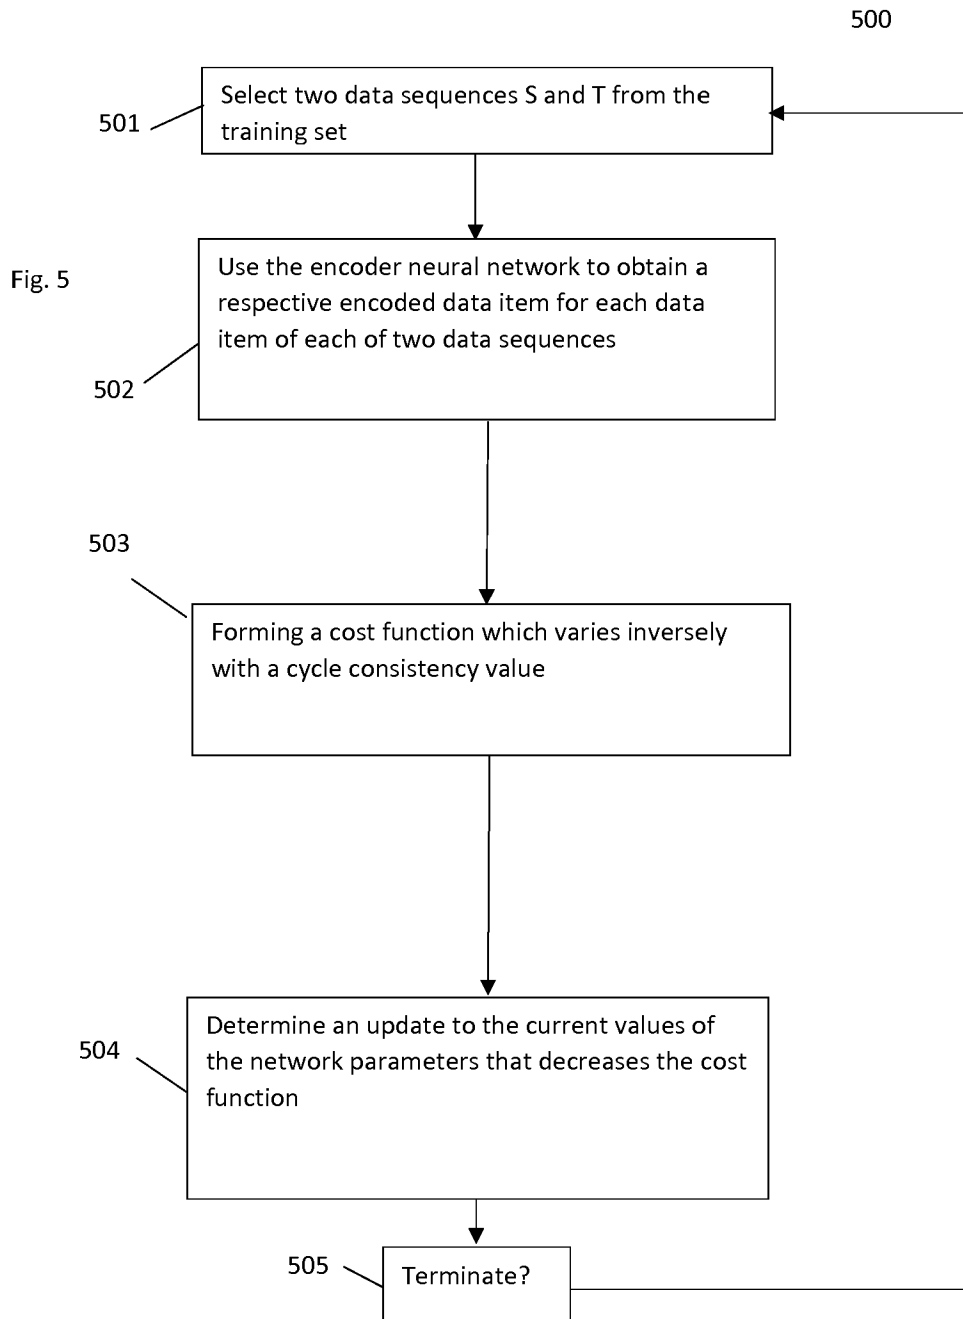 500
Select two data sequences S and T from the
training set
501
Fig. 5
Use the encoder neural network to obtain a
respective encoded data item for each data
item of each of two data sequences
502
503
Forming a cost function which varies inversely
with a cycle consistency value
Determine an update to the current values of
the network parameters that decreases the cost
function
504
505
Terminate?